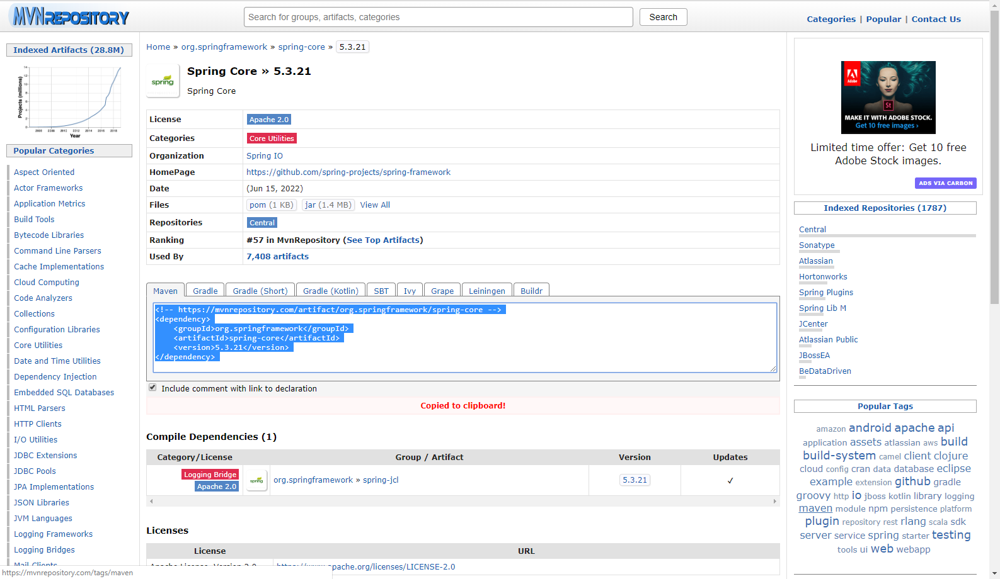 MVNREPOSITORY
Search for groups, artifacts, categories
Search
Categories | Popular | Contact Us
Indexed Artifacts (28.8M)
Projects (millions)
14
12
10
8
6
4
2
0
2012 2014 2016 2018
Year
Popular Categories
Aspect Oriented
Actor Frameworks
Application Metrics
Build Tools
Bytecode Libraries
Command Line Parsers
Cache Implementations
Cloud Computing
Code Analyzers
Collections
Configuration Libraries
Core Utilities
Date and Time Utilities
Dependency Injection
Embedded SQL Databases
HTML Parsers
HTTP Clients
I/O Utilities
JDBC Extensions
JDBC Pools
JPA Implementations
JSON Libraries
JVM Languages
Logging Frameworks
Logging Bridges
Mail Clients
https://mvnrepository.com/tags/maven
Home » org.springframework » spring-core » 5.3.21
spring
Spring Core » 5.3.21
Spring Core
License Apache 2.0
Categories Core Utilities
Organization Spring IO
HomePage https://github.com/spring-projects/spring-framework
Date (Jun 15, 2022)
Files pom (1 KB) jar (1.4 MB) View All
Repositories Central
Ranking #57 in MvnRepository (See Top Artifacts)
Used By 7,408 artifacts
Maven Gradle Gradle (Short) Gradle (Kotlin) SBT Ivy Grape Leiningen Buildr
<!-- https://mvnrepository.com/artifact/org.springframework/spring-core -->
<dependency>
<groupId>org.springframework</groupId>
<artifactId>spring-core</artifactId>
<version>5.3.21</version>
</dependency>
Include comment with link to declaration
Copied to clipboard!
Compile Dependencies (1)
Category/License Group / Artifact Version Updates
Logging Bridge
Apache 2.0
spring
org.springframework » spring-jcl 5.3.21 ✓
Licenses
License URL
Apache License, Version 2.0 https://www.apache.org/licenses/LICENSE-2.0
Adobe
St
MAKE IT WITH ADOBE STOCK.
Get 10 free images ›
Limited time offer: Get 10 free
Adobe Stock images.
ADS VIA CARBON
Indexed Repositories (1787)
Central
Sonatype
Atlassian
Hortonworks
Spring Plugins
Spring Lib M
JCenter
Atlassian Public
JBossEA
BeDataDriven
Popular Tags
amazon android apache api
application assets atlassian aws build
build-system camel client clojure
cloud config cran data database eclipse
example extension github gradle
groovy http io jboss kotlin library logging
maven module npm persistence platform
plugin repository rest rlang scala sdk
server service spring starter testing
tools ui web webapp